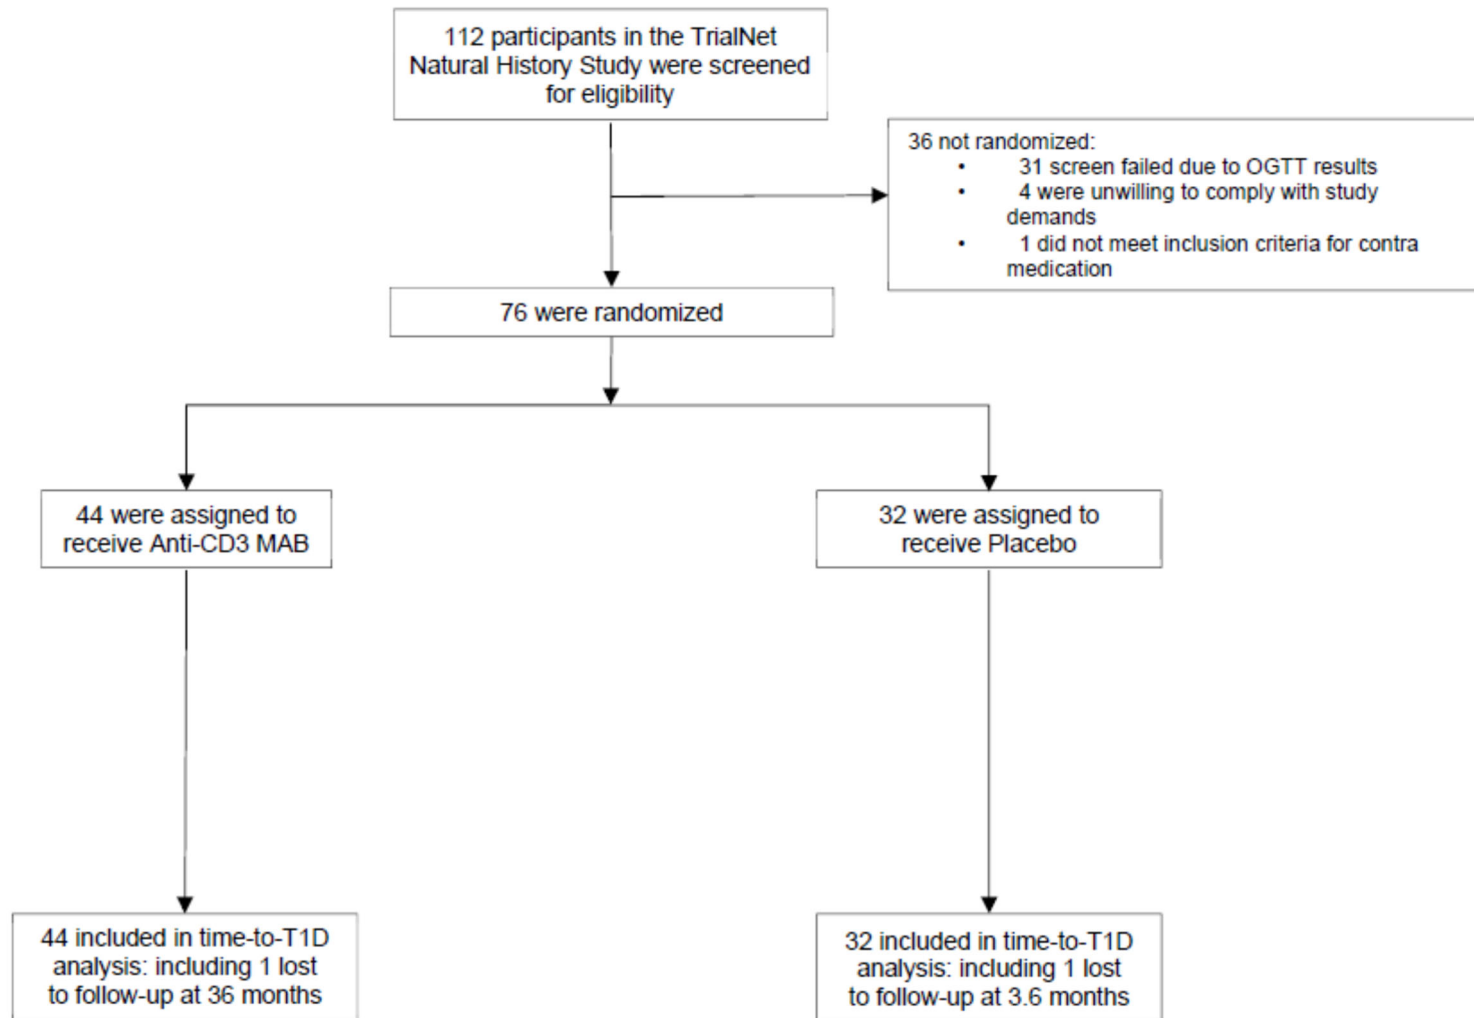 112 participants in the TrialNet
Natural History Study were screened
for eligibility
36 not randomized:
• 31 screen failed due to OGTT results
• 4 were unwilling to comply with study
demands
• 1 did not meet inclusion criteria for contra
medication
76 were randomized
44 were assigned to
receive Anti-CD3 MAB
32 were assigned to
receive Placebo
44 included in time-to-T1D
analysis: including 1 lost
to follow-up at 36 months
32 included in time-to-T1D
analysis: including 1 lost
to follow-up at 3.6 months